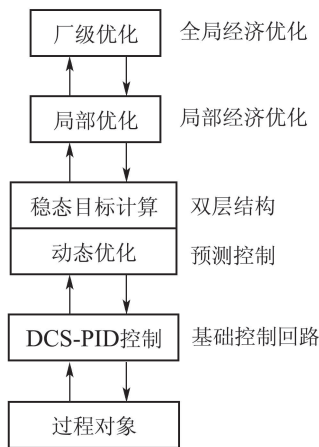 厂级优化 全局经济优化
局部优化 局部经济优化
稳态目标计算 双层结构
动态优化 预测控制
DCS-PID控制 基础控制回路
过程对象